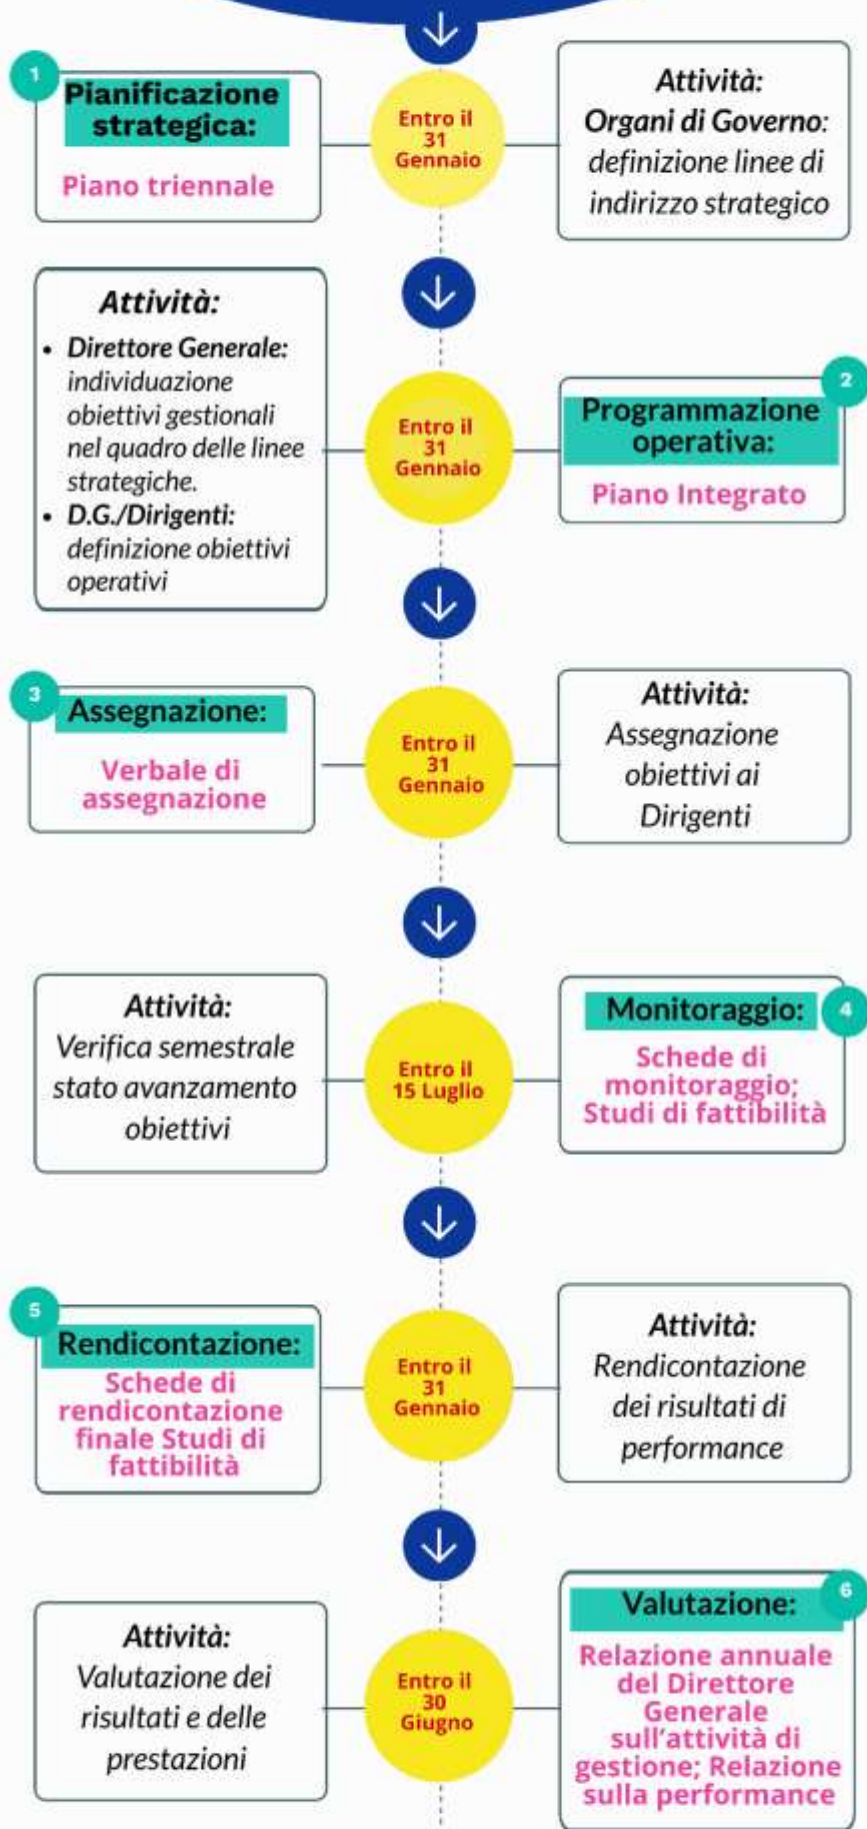 1
Pianificazione
strategica:
Piano triennale
Entro il
31
Gennaio
Attività:
Organi di Governo:
definizione linee di
indirizzo strategico
Attività:
• Direttore Generale:
individuazione
obiettivi gestionali
nel quadro delle linee
strategiche.
• D.G./Dirigenti:
definizione obiettivi
operativi
Entro il
31
Gennaio
2
Programmazione
operativa:
Piano Integrato
3
Assegnazione:
Verbale di
assegnazione
Entro il
31
Gennaio
Attività:
Assegnazione
obiettivi ai
Dirigenti
Attività:
Verifica semestrale
stato avanzamento
obiettivi
Entro il
15 Luglio
Monitoraggio:
4
Schede di
monitoraggio;
Studi di fattibilità
5
Rendicontazione:
Schede di
rendicontazione
finale Studi di
fattibilità
Entro il
31
Gennaio
Attività:
Rendicontazione
dei risultati di
performance
Attività:
Valutazione dei
risultati e delle
prestazioni
Entro il
30
Giugno
6
Valutazione:
Relazione annuale
del Direttore
Generale
sull'attività di
gestione; Relazione
sulla performance